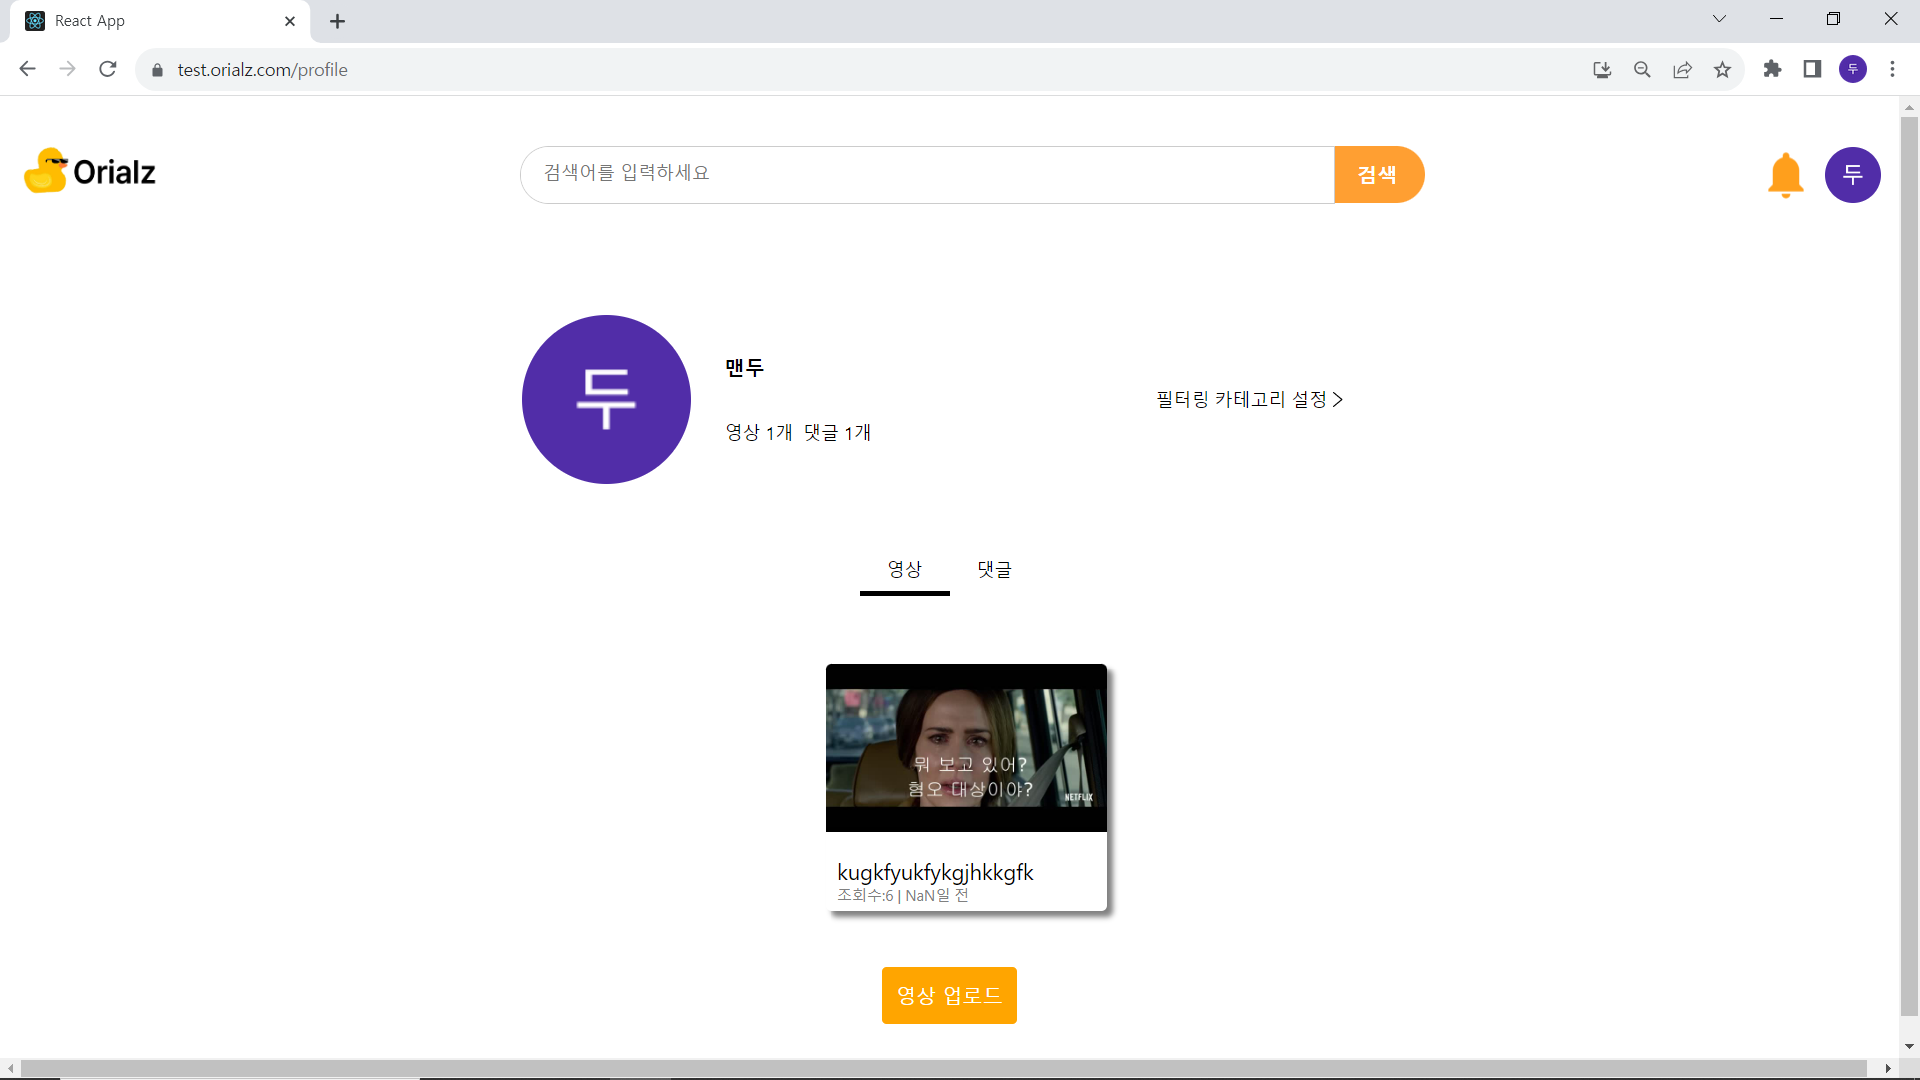 React App
test.orialz.com/profile
두
Orialz
검색어를 입력하세요
검색
두
두
맨두
영상 1개 댓글 1개
필터링 카테고리 설정
영상
댓글
뭐 보고 있어?
혐오 대상이야?
NETFLIX
kugkfyukfykgjhkkgfk
조회수:6 | NaN일 전
영상 업로드